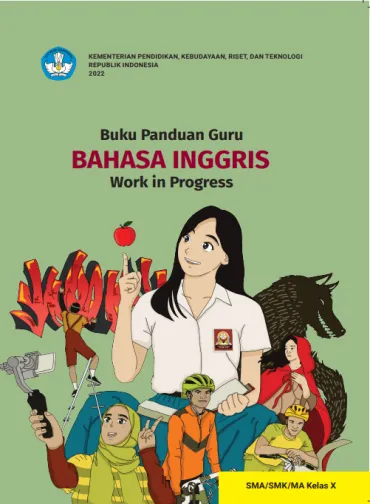 KEMENTERIAN PENDIDIKAN, KEBUDAYAAN, RISET, DAN TEKNOLOGI
REPUBLIK INDONESIA
2022
Buku Panduan Guru
BAHASA INGGRIS
Work in Progress
SMA/SMK/MA Kelas X